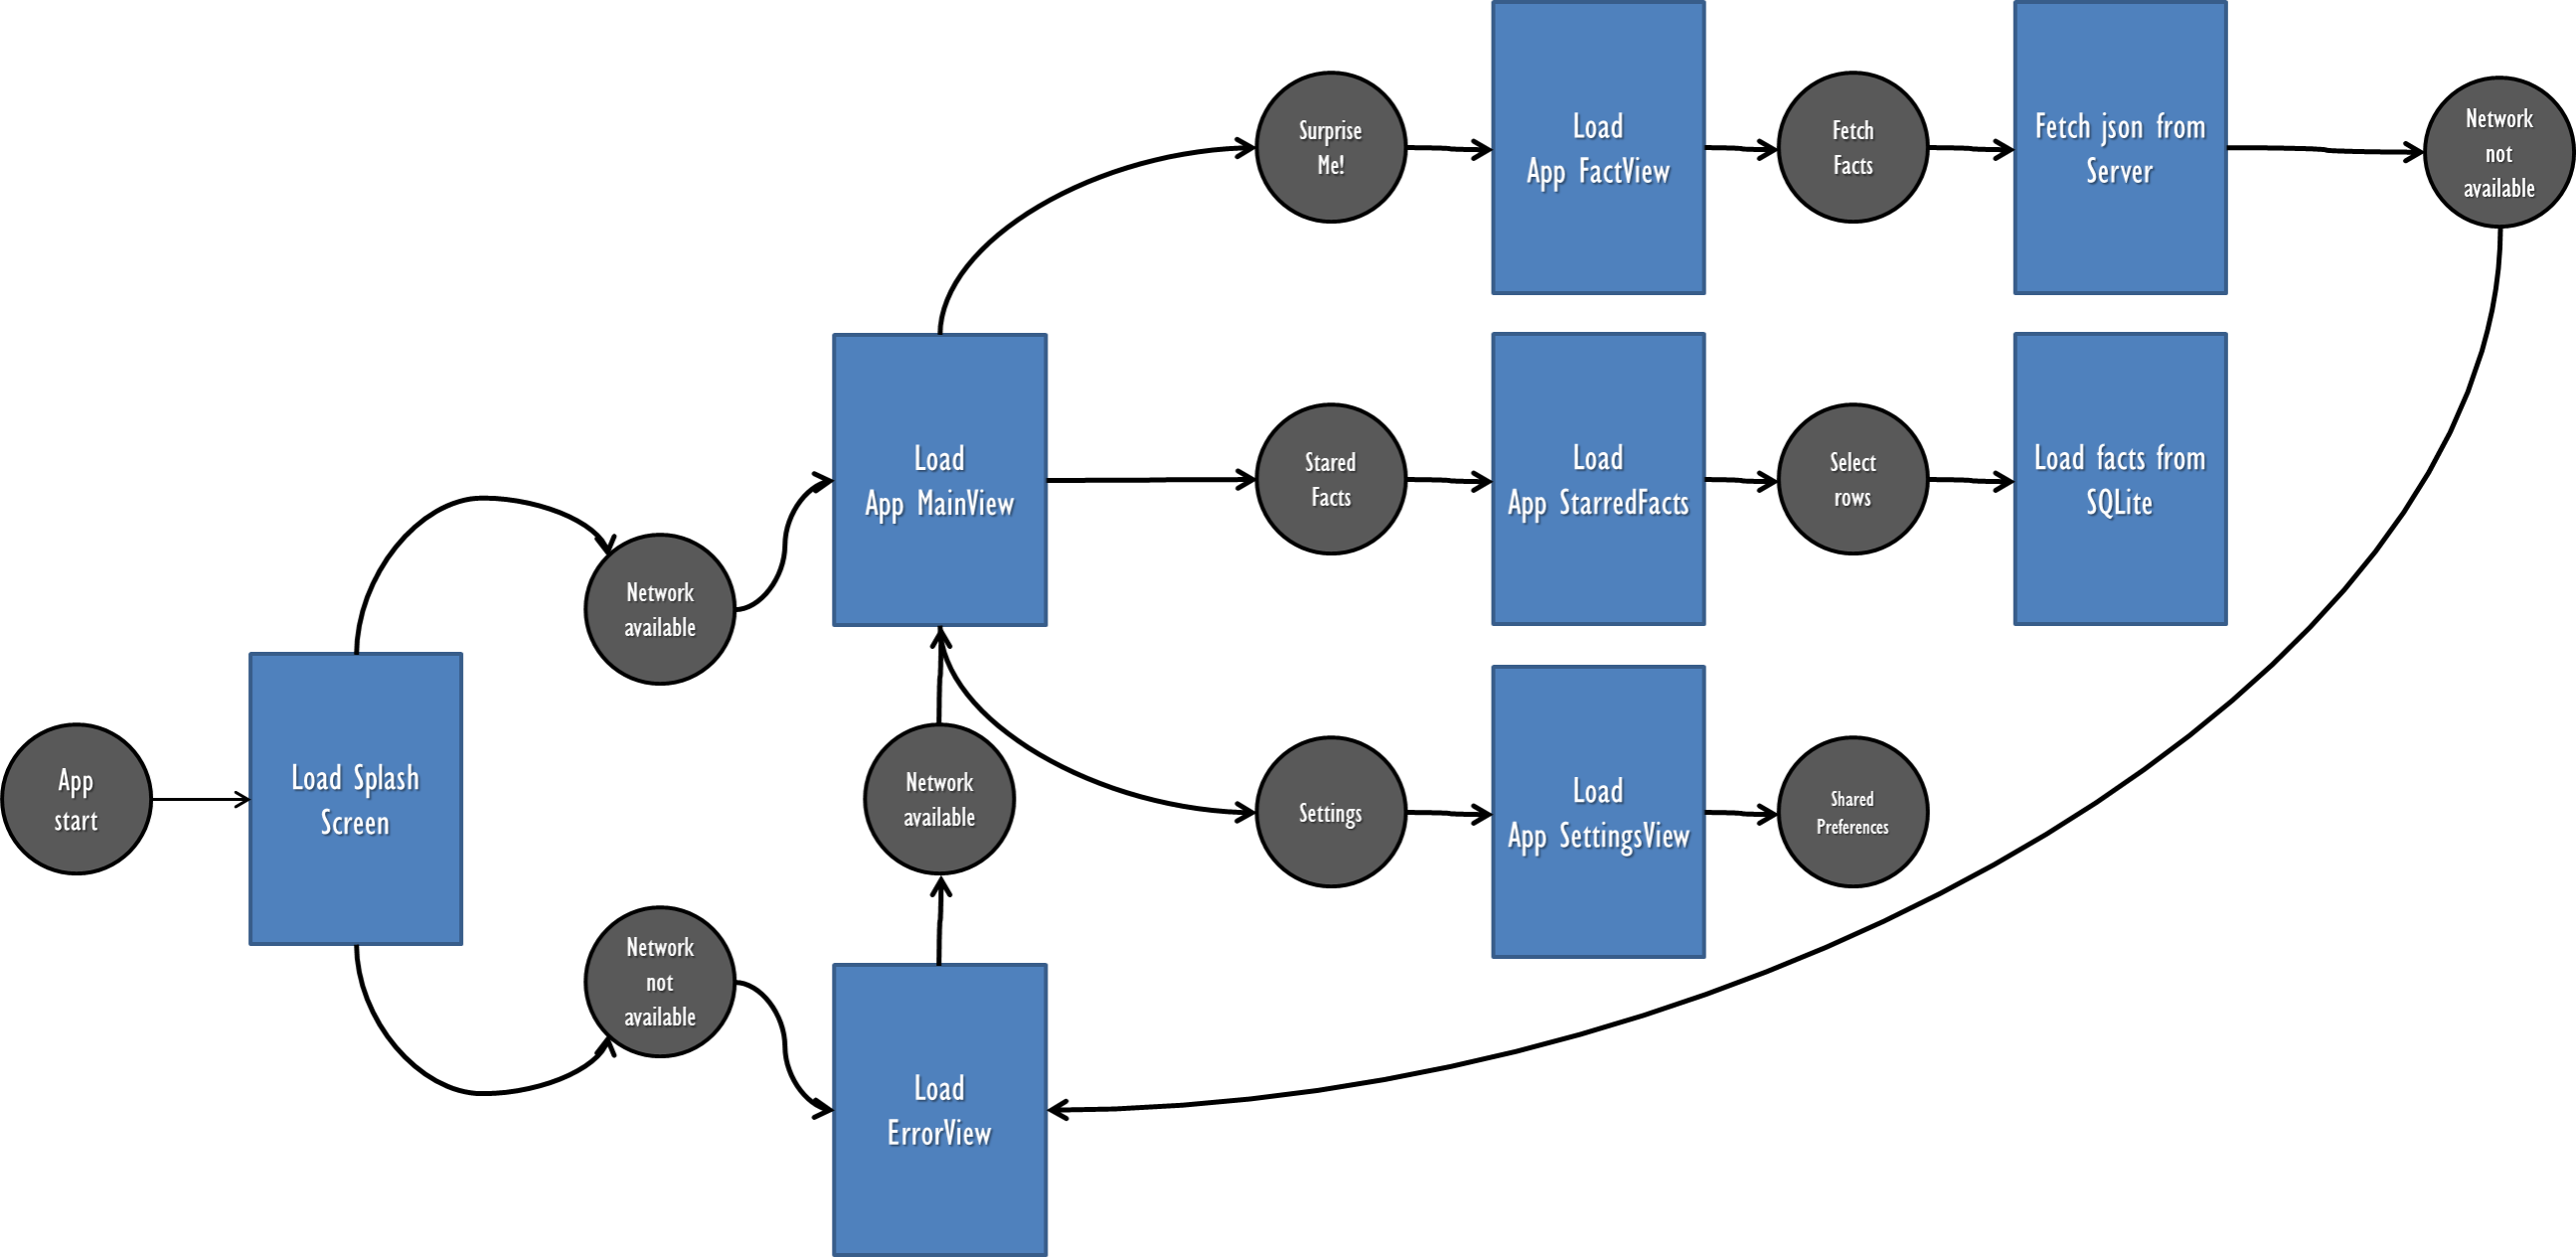 Surprise
Me!
Load
App FactView
Fetch
Facts
Fetch json from
Server
Network
not
available
Load
App MainView
Stared
Facts
Load
App StarredFacts
Select
rows
Load facts from
SQLite
Network
available
App
start
Load Splash
Screen
Network
available
Settings
Load
App SettingsView
Shared
Preferences
Network
not
available
Load
ErrorView